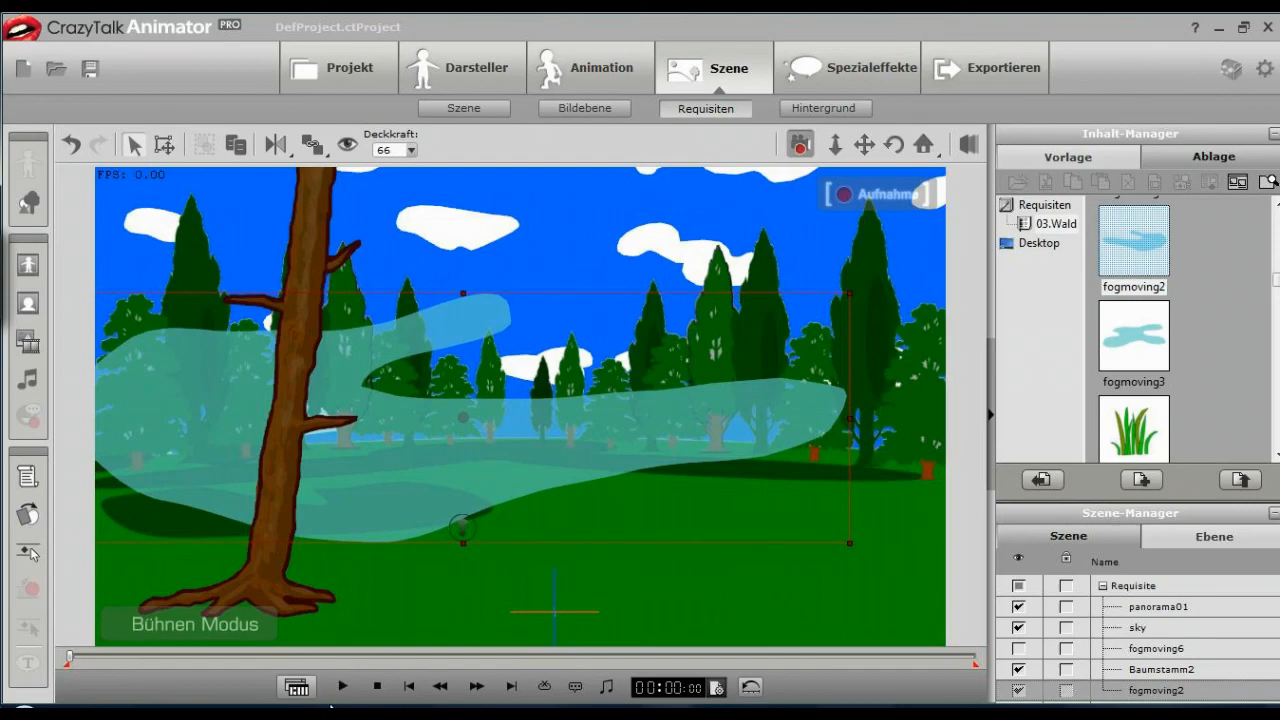 CrazyTalk Animator PRO
DefProject.ctProject
?
Projekt
Darsteller
Animation
Szene
Spezialeffekte
Exportieren
Szene
Bildebene
Requisiten
Hintergrund
Deckkraft:
66
FPS: 0.00
[ Aufnahme ]
Bühnen Modus
00:00:00
Inhalt-Manager
Vorlage
Ablage
Requisiten
03.Wald
Desktop
fogmoving2
fogmoving3
Szene-Manager
Szene
Ebene
Name
Requisite
panorama01
sky
fogmoving6
Baumstamm2
fogmoving2